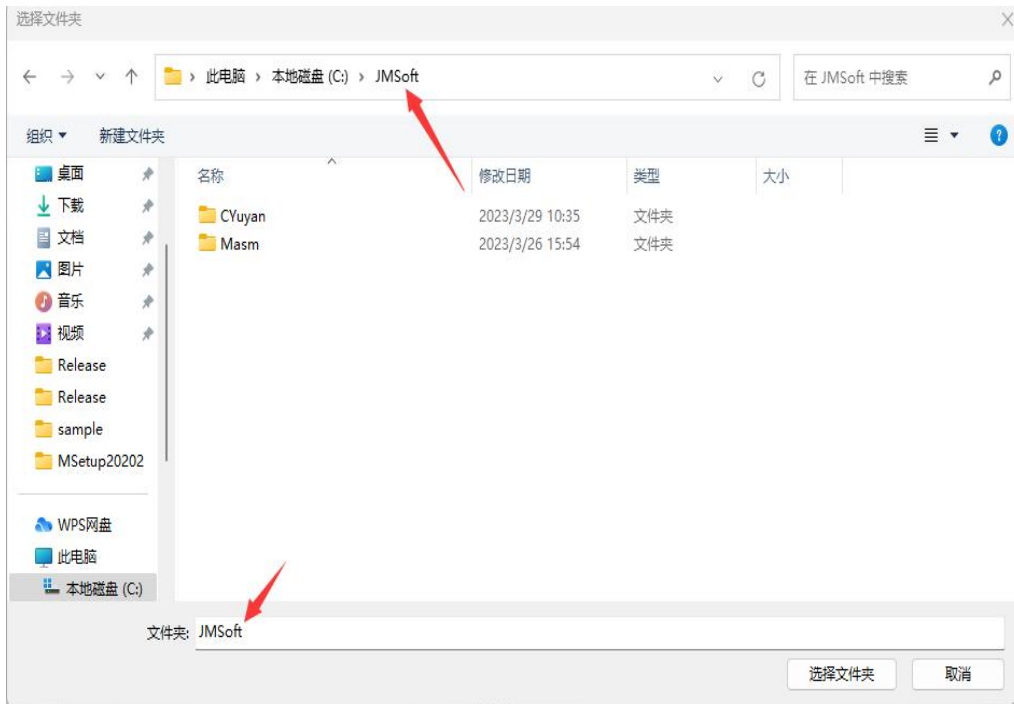 选择文件夹
此电脑 › 本地磁盘 (C:) › JMSoft
在 JMSoft 中搜索
组织 新建文件夹
名称 修改日期 类型 大小
桌面
下载
文档
图片
音乐
视频
Release
Release
sample
MSetup20202
WPS网盘
此电脑
本地磁盘 (C:)
CYuyan 2023/3/29 10:35 文件夹
Masm 2023/3/26 15:54 文件夹
文件夹: JMSoft
选择文件夹 取消